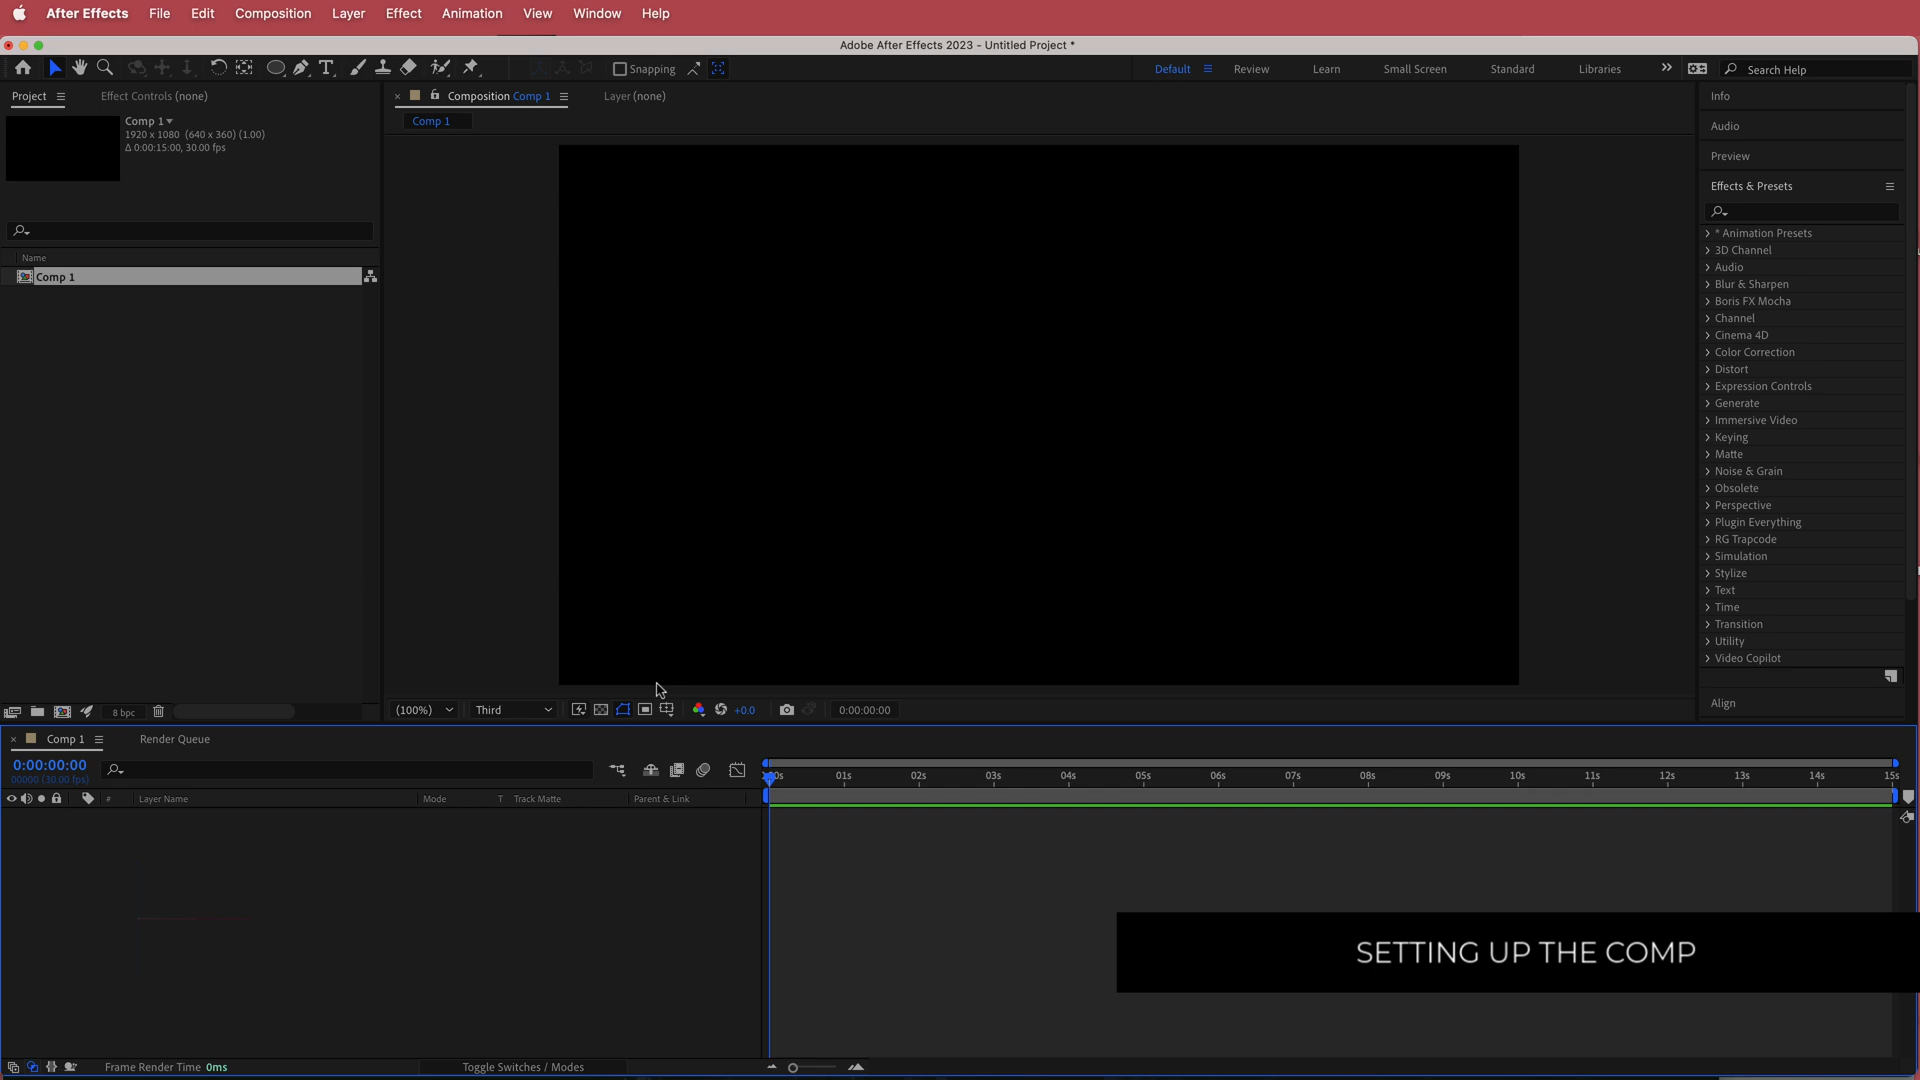 After Effects File Edit Composition Layer Effect Animation View Window Help
Adobe After Effects 2023 - Untitled Project *
Snapping Default Review Learn Small Screen Standard Libraries Search Help
Project Effect Controls (none)
Comp 1
1920 x 1080 (640 x 360) (1.00)
Δ 0:00:15:00, 30.00 fps
Name
Comp 1
8 bpc
Composition Comp 1 Layer (none)
Comp 1
(100%) Third +0.0 0:00:00:00
Info
Audio
Preview
Effects & Presets
* Animation Presets
3D Channel
Audio
Blur & Sharpen
Boris FX Mocha
Channel
Cinema 4D
Color Correction
Distort
Expression Controls
Generate
Immersive Video
Keying
Matte
Noise & Grain
Obsolete
Perspective
Plugin Everything
RG Trapcode
Simulation
Stylize
Text
Time
Transition
Utility
Video Copilot
Align
Comp 1 Render Queue
0:00:00:00
00000 (30.00 fps)
# Layer Name Mode T Track Matte Parent & Link
01s 02s 03s 04s 05s 06s 07s 08s 09s 10s 11s 12s 13s 14s 15s
SETTING UP THE COMP
Frame Render Time 0ms Toggle Switches / Modes